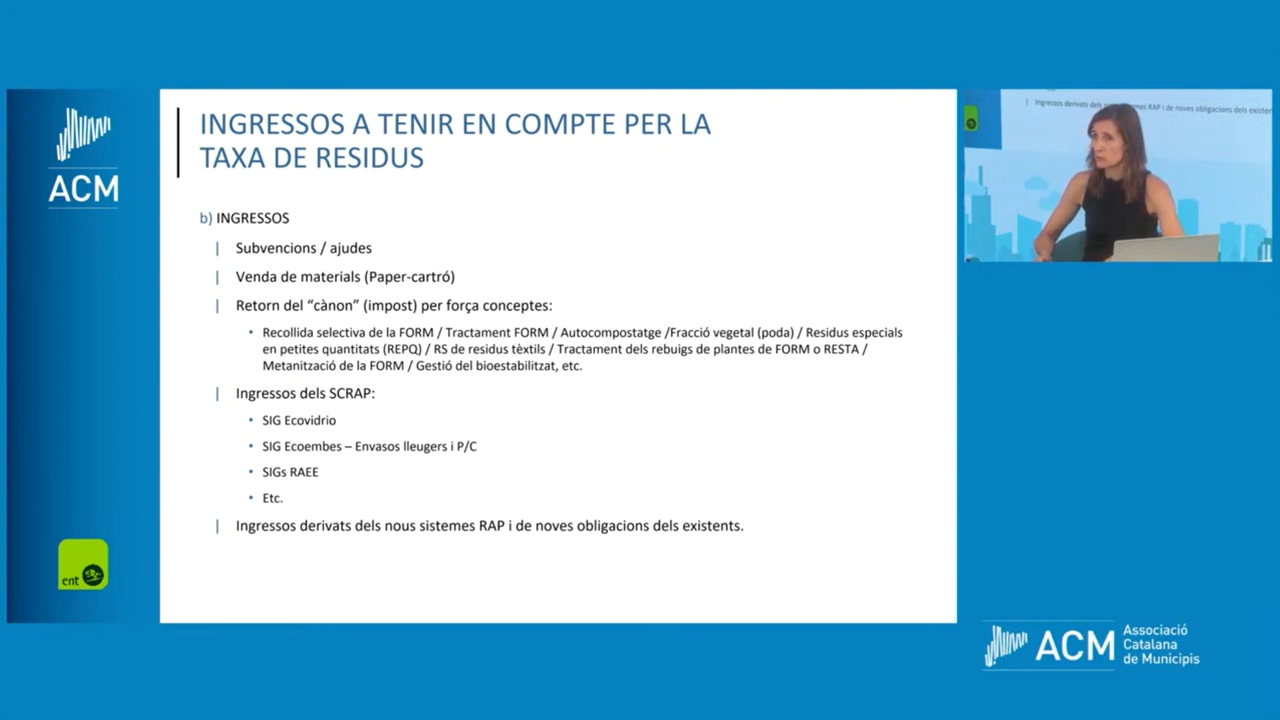 ACM
INGRESSOS A TENIR EN COMPTE PER LA
TAXA DE RESIDUS
b) INGRESSOS
Subvencions / ajudes
Venda de materials (Paper-cartró)
Retorn del “cànon” (impost) per força conceptes:
• Recollida selectiva de la FORM / Tractament FORM / Autocompostatge /Fracció vegetal (poda) / Residus especials
en petites quantitats (REPQ) / RS de residus tèxtils / Tractament dels rebuigs de plantes de FORM o RESTA /
Metanització de la FORM / Gestió del bioestabilitzat, etc.
Ingressos dels SCRAP:
• SIG Ecovidrio
• SIG Ecoembes – Envasos lleugers i P/C
• SIGs RAEE
• Etc.
Ingressos derivats dels nous sistemes RAP i de noves obligacions dels existents.
ent
Ingressos derivats dels sistemes RAP i de noves obligacions dels existen
ACM
Associació
Catalana
de Municipis